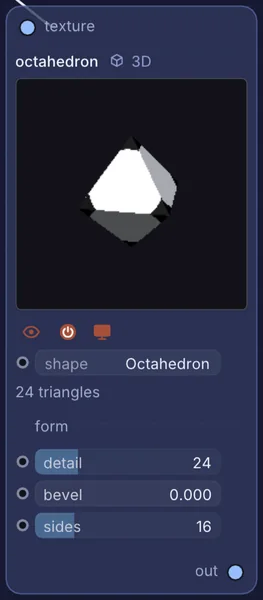 texture
octahedron 3D
shape Octahedron
24 triangles
form
detail 24
bevel 0.000
sides 16
out